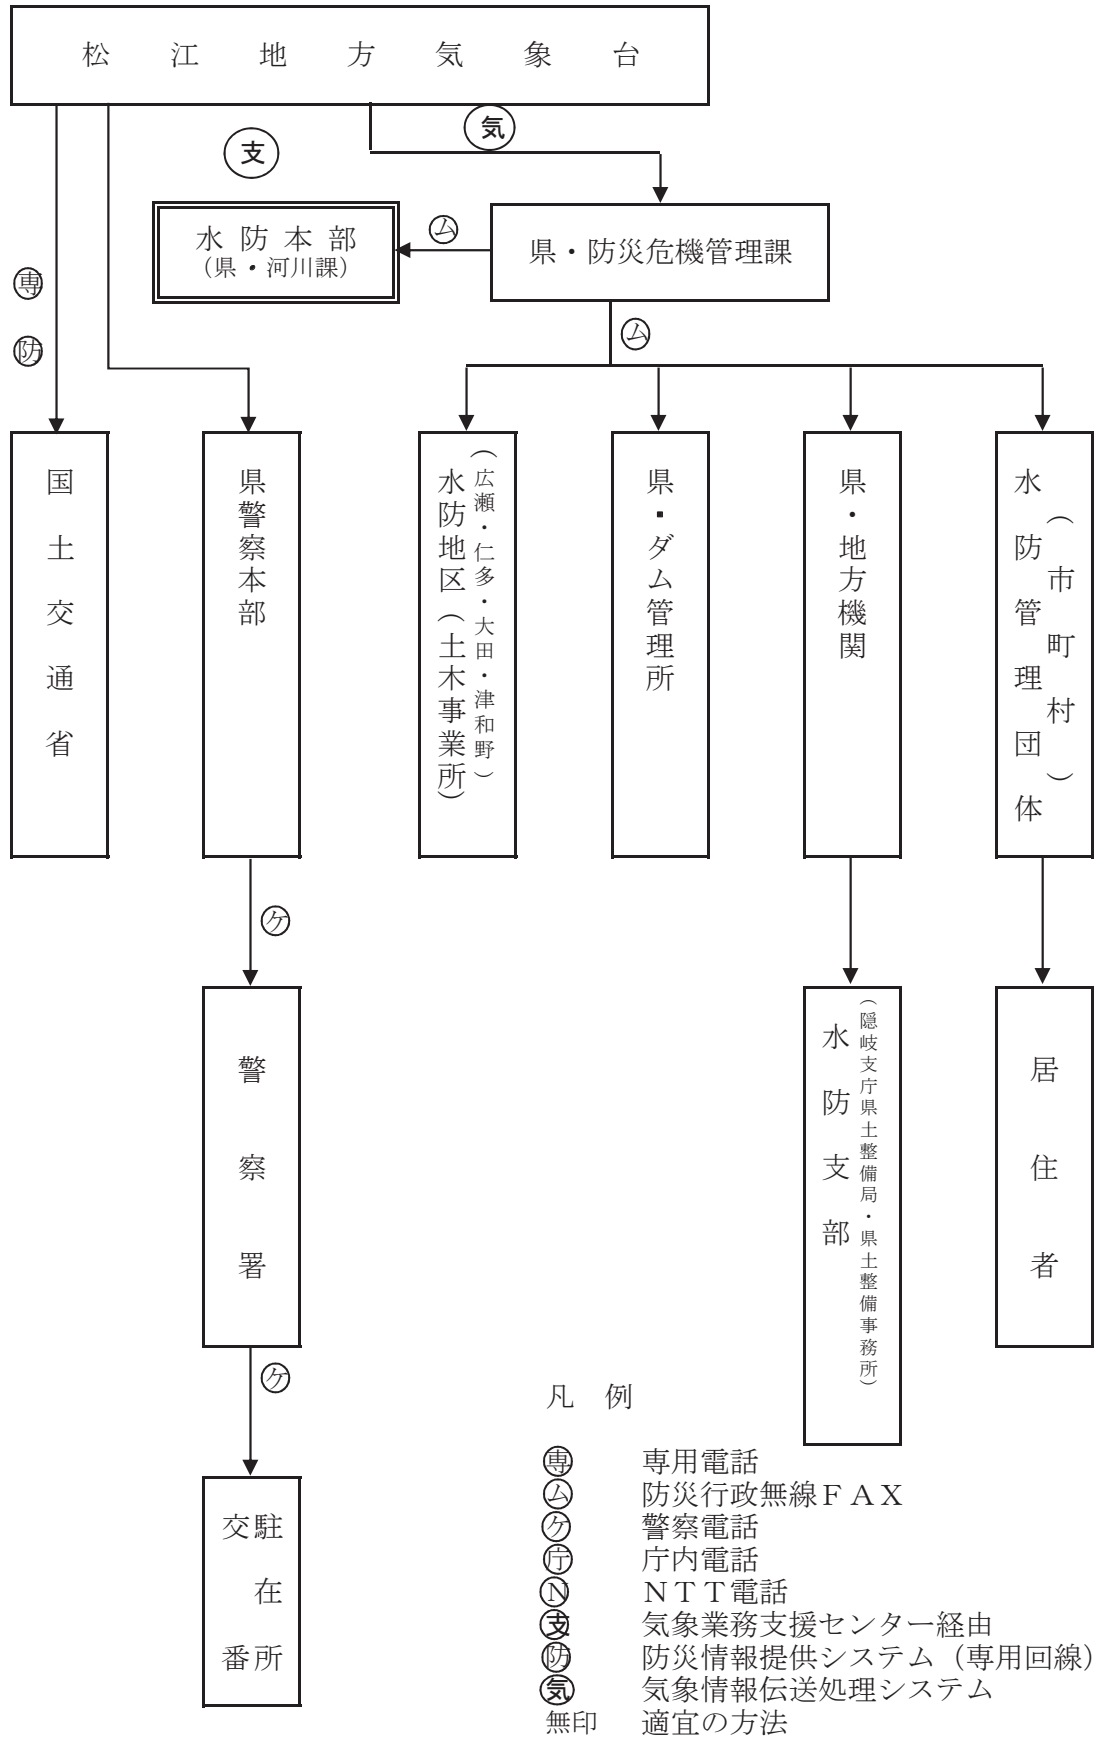 松江地方気象台
支
気
水防本部
（県・河川課）
ム
県・防災危機管理課
専
防
ム
国土交通省
県警察本部
水防地区（土木事業所）
（広瀬・仁多・大田・津和野）
県・ダム管理所
県・地方機関
水防管理団体
（市町村）
ケ
警察署
水防支部
（隠岐支庁県土整備局・県土整備事務所）
居住者
ケ
交番
駐在所
凡例
専 専用電話
ム 防災行政無線ＦＡＸ
ケ 警察電話
庁 庁内電話
Ｎ ＮＴＴ電話
支 気象業務支援センター経由
防 防災情報提供システム（専用回線）
気 気象情報伝送処理システム
無印 適宜の方法